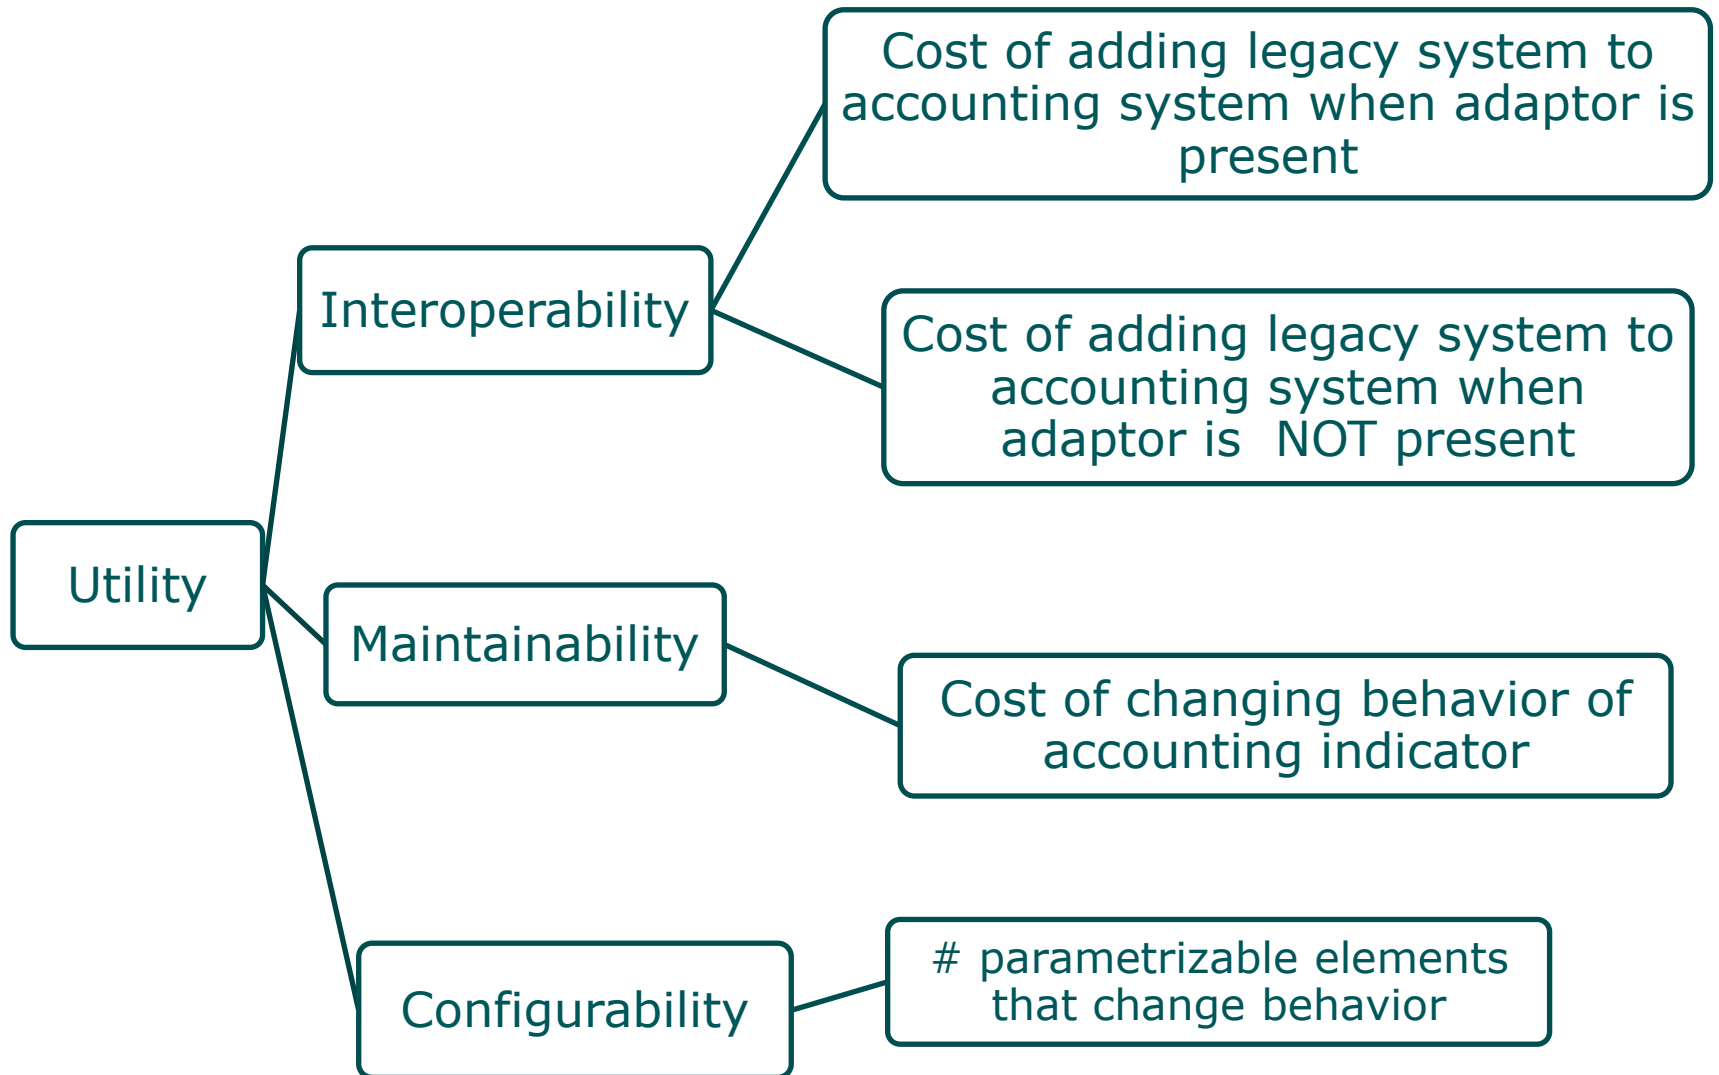 Cost of adding legacy system to
accounting system when adaptor is
present
Interoperability
Cost of adding legacy system to
accounting system when
adaptor is  NOT present
Utility
Maintainability
Cost of changing behavior of
accounting indicator
# parametrizable elements
that change behavior
Configurability